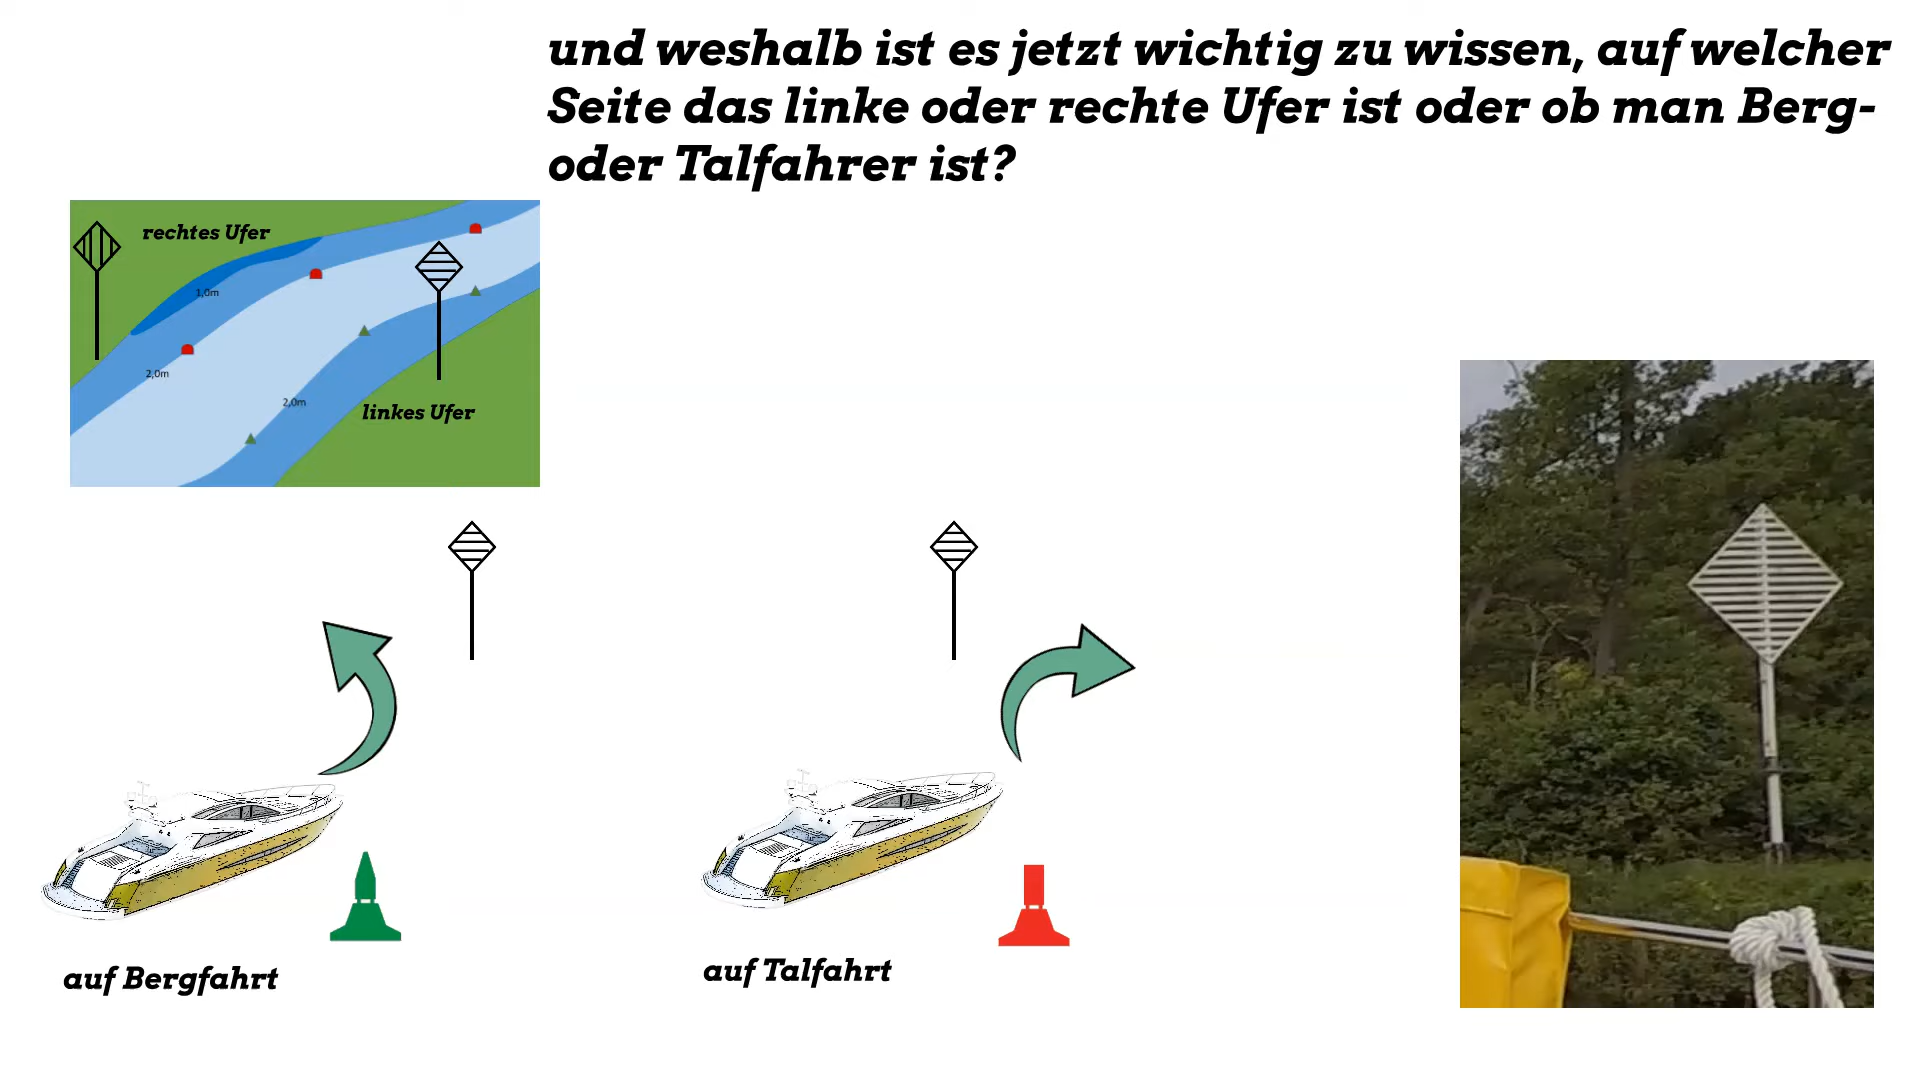 und weshalb ist es jetzt wichtig zu wissen, auf welcher
Seite das linke oder rechte Ufer ist oder ob man Berg-
oder Talfahrer ist?
rechtes Ufer
1,0m
2,0m
2,0m
linkes Ufer
auf Bergfahrt
auf Talfahrt